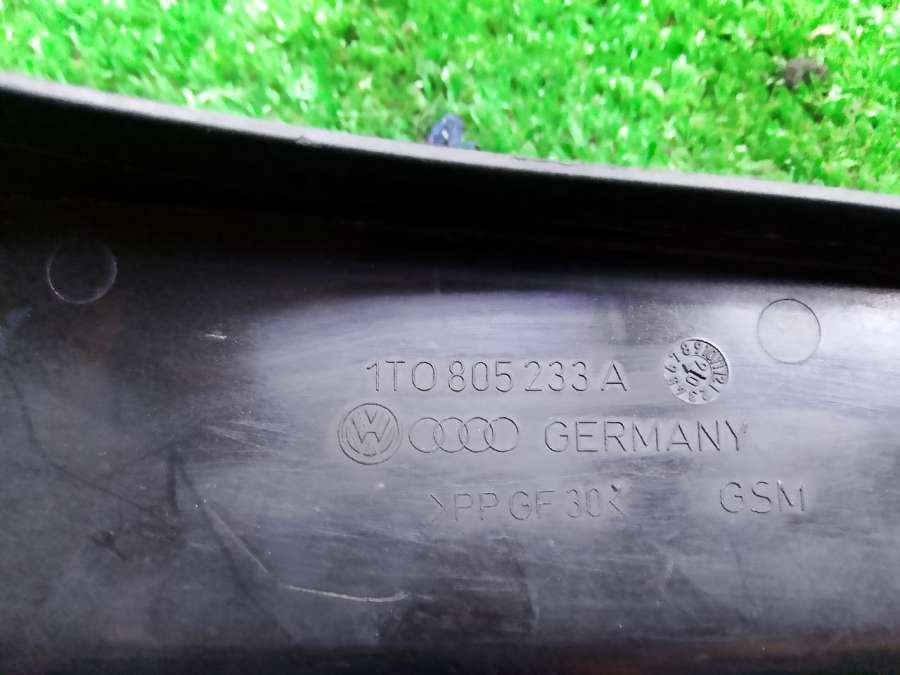 1T0 805 233 A
GERMANY
>PP GF 30<
GSM